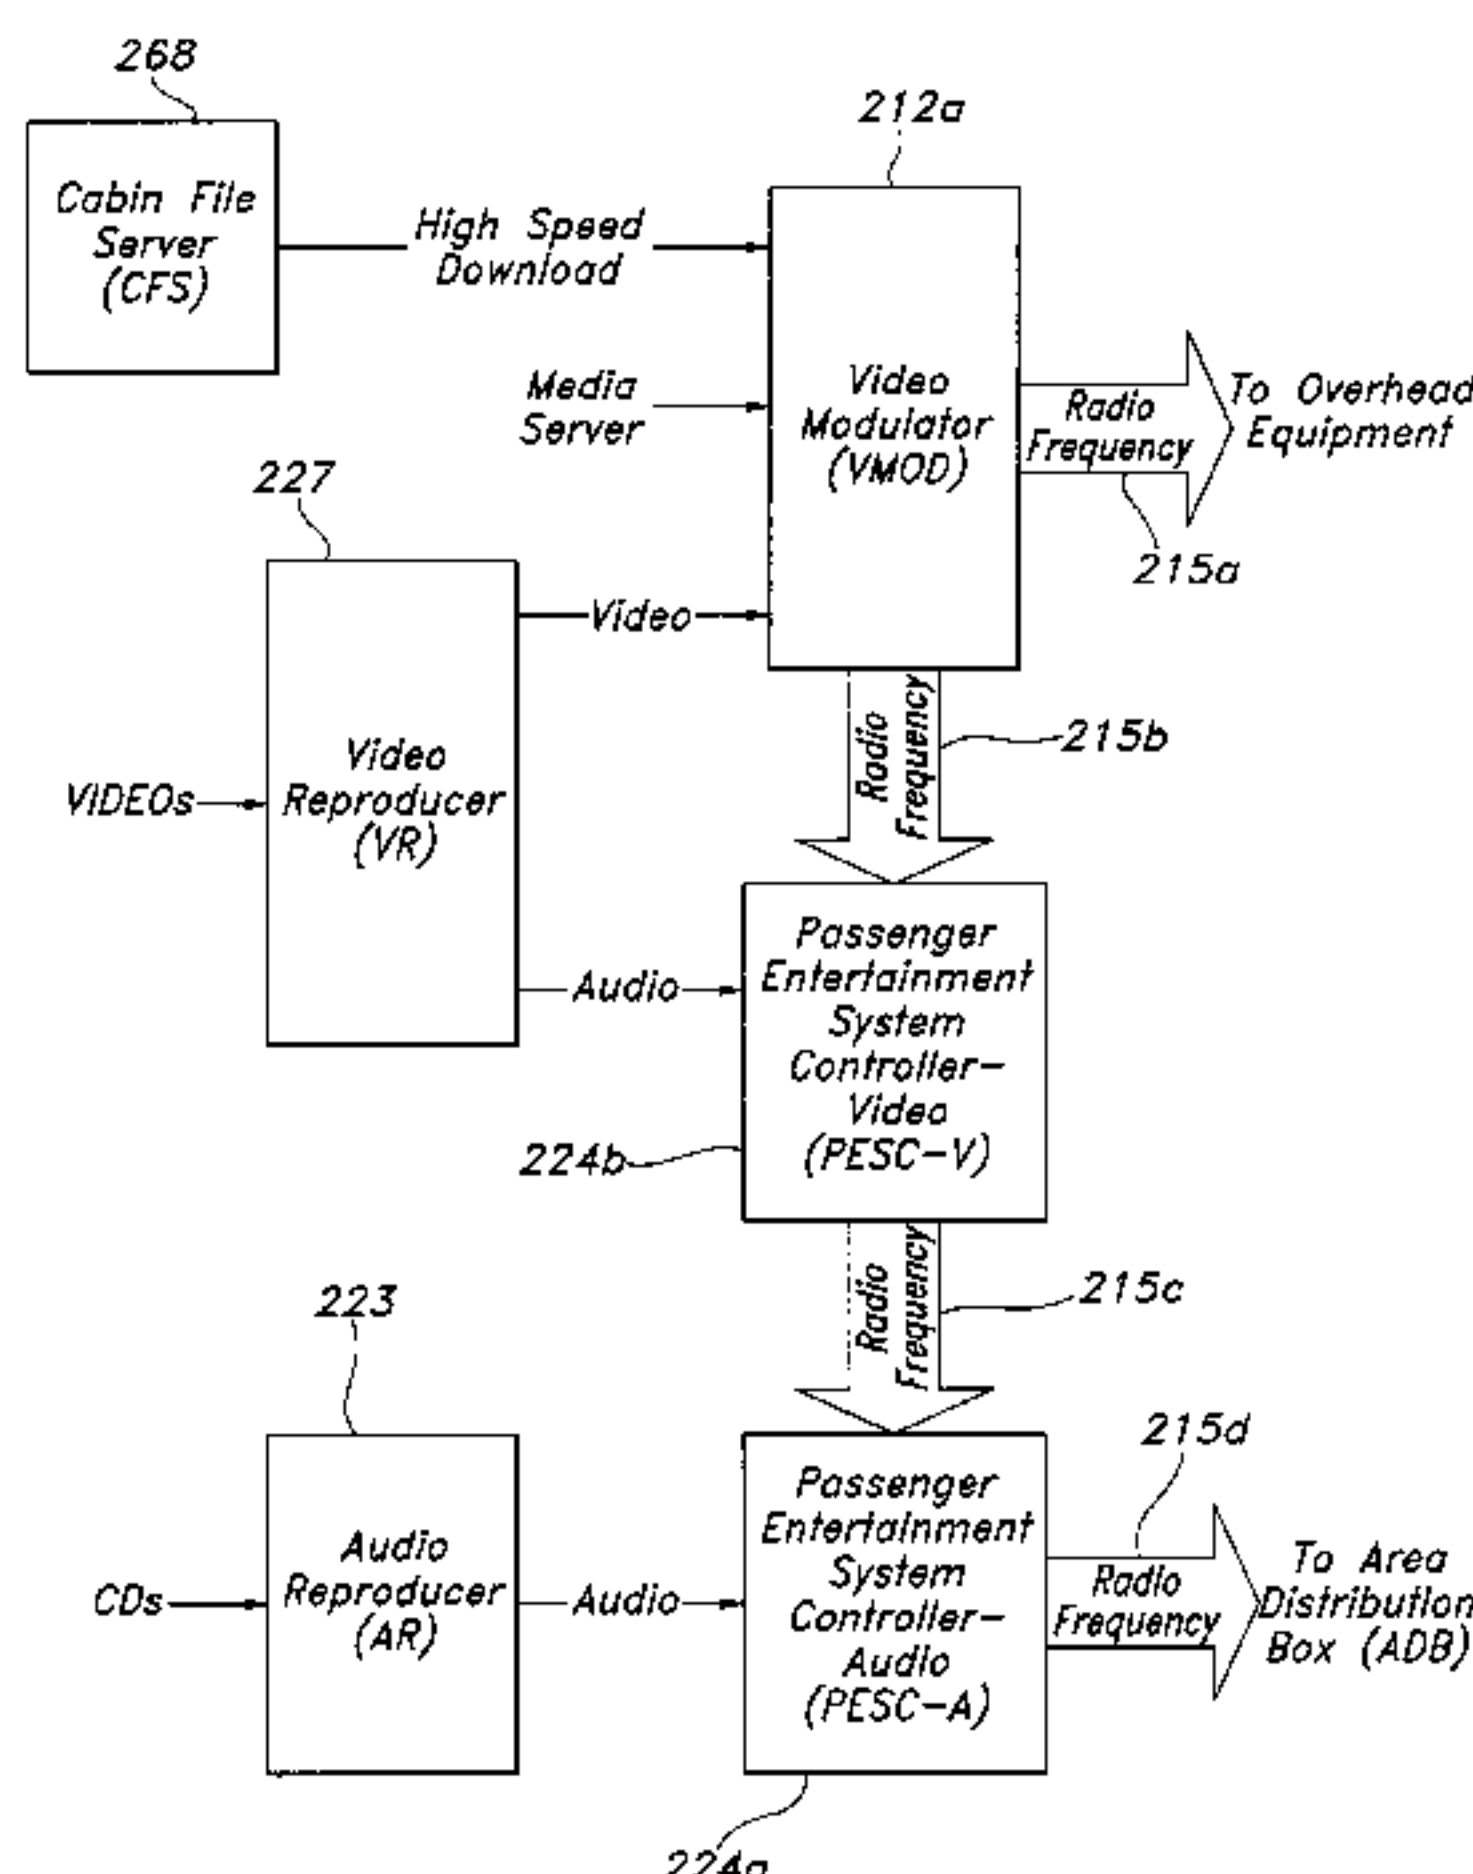 268
Cabin File
Server
(CFS)
High Speed
Download
212a
Media
Server
Video
Modulator
(VMOD)
Radio
Frequency
To Overhead
Equipment
215a
227
Video
VIDEOs
Video
Reproducer
(VR)
Radio
Frequency
215b
Audio
Passenger
Entertainment
System
Controller-
Video
(PESC-V)
224b
Radio
Frequency
215c
223
CDs
Audio
Reproducer
(AR)
Audio
Passenger
Entertainment
System
Controller-
Audio
(PESC-A)
215d
Radio
Frequency
To Area
Distribution
Box (ADB)
224a